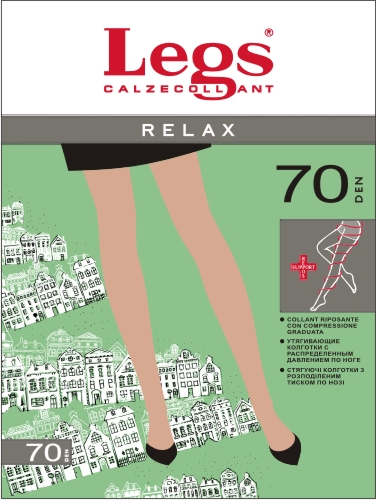 Legs®
CALZECOLLANT
RELAX
70 DEN
SUPPORT
COLLANT RIPOSANTE
CON COMPRESSIONE
GRADUATA
УТЯГИВАЮЩИЕ
КОЛГОТКИ С
РАСПРЕДЕЛЕННЫМ
ДАВЛЕНИЕМ ПО НОГЕ
СТЯГУЮЧІ КОЛГОТКИ З
РОЗПОДІЛЕНИМ
ТИСКОМ ПО НОЗІ
70 DEN